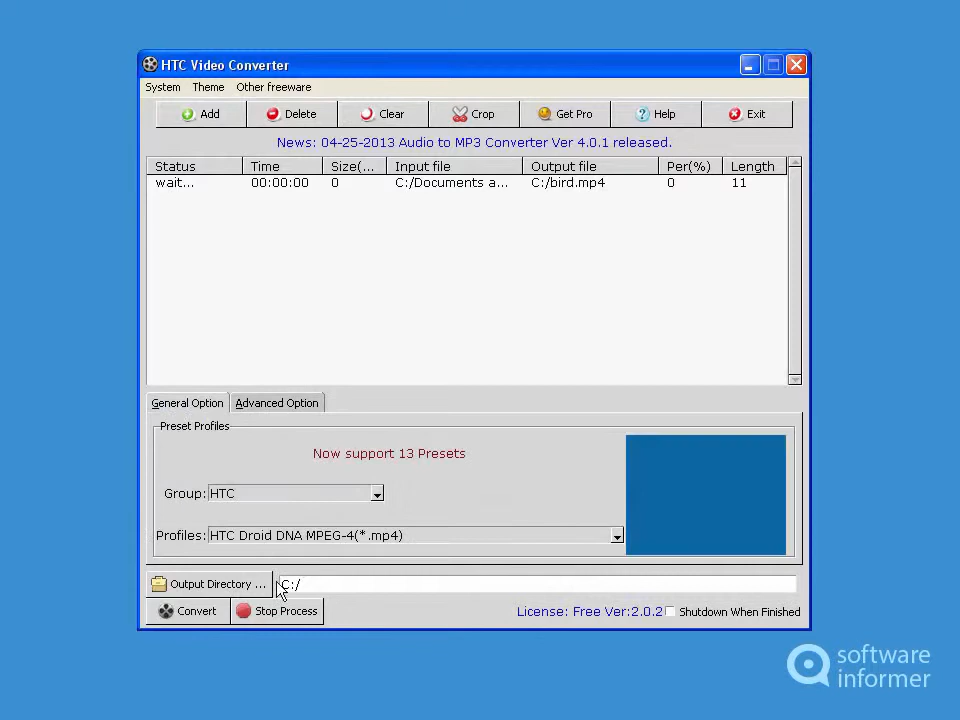 HTC Video Converter
System Theme Other freeware
Add Delete Clear Crop Get Pro Help Exit
News: 04-25-2013 Audio to MP3 Converter Ver 4.0.1 released.
Status Time Size(... Input file Output file Per(%) Length
wait... 00:00:00 0 C:/Documents a... C:/bird.mp4 0 11
General Option Advanced Option
Preset Profiles
Now support 13 Presets
Group: HTC
Profiles: HTC Droid DNA MPEG-4(*.mp4)
Output Directory ... C:/
Convert Stop Process License: Free Ver:2.0.2 Shutdown When Finished
software
informer